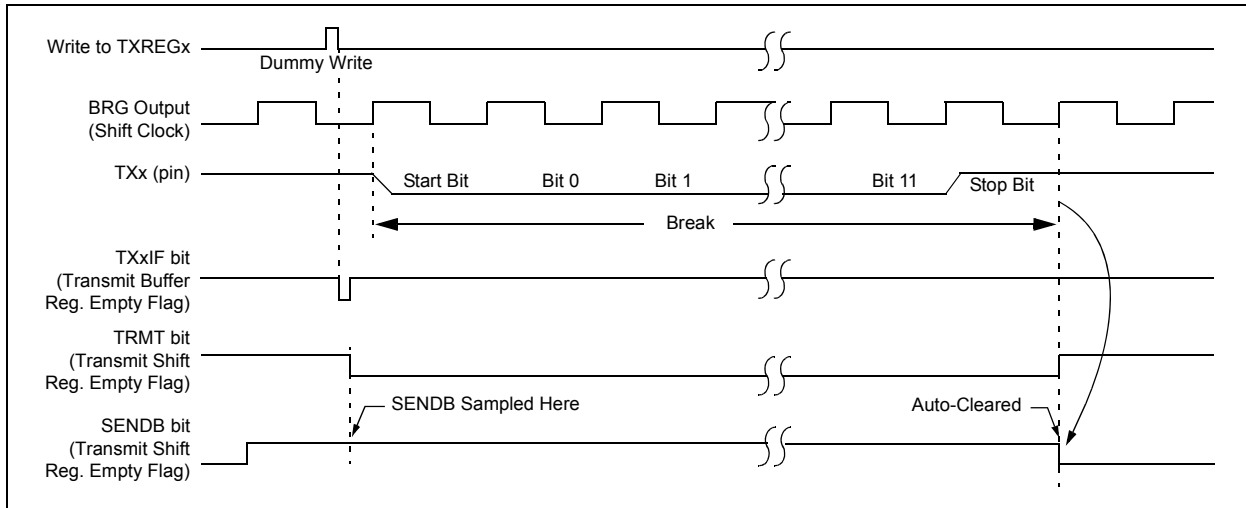 Write to TXREGx
Dummy Write
BRG Output
(Shift Clock)
TXx (pin)
Start Bit
Bit 0
Bit 1
Bit 11
Stop Bit
Break
TXxIF bit
(Transmit Buffer
Reg. Empty Flag)
TRMT bit
(Transmit Shift
Reg. Empty Flag)
SENDB Sampled Here
Auto-Cleared
SENDB bit
(Transmit Shift
Reg. Empty Flag)